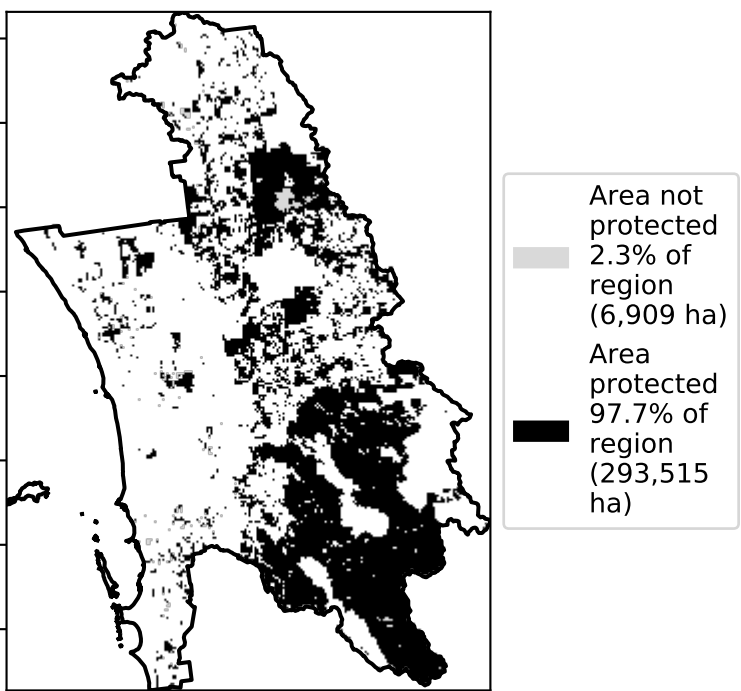 Area not
protected
2.3% of
region
(6,909 ha)
Area
protected
97.7% of
region
(293,515
ha)